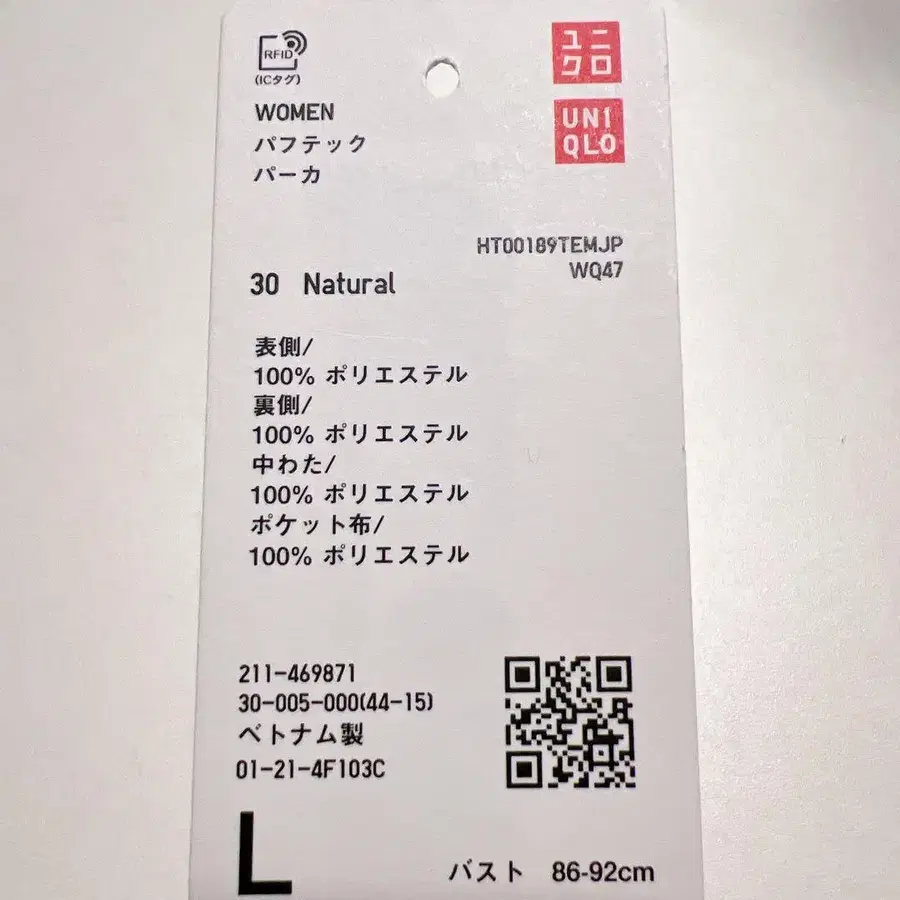 RFID
(ICタグ)
ユニ
クロ
UNI
QLO
WOMEN
パフテック
パーカ
HT00189TEMJP
WQ47
30 Natural
表側/
100% ポリエステル
裏側/
100% ポリエステル
中わた/
100% ポリエステル
ポケット布/
100% ポリエステル
211-469871
30-005-000(44-15)
ベトナム製
01-21-4F103C
L
バスト 86-92cm